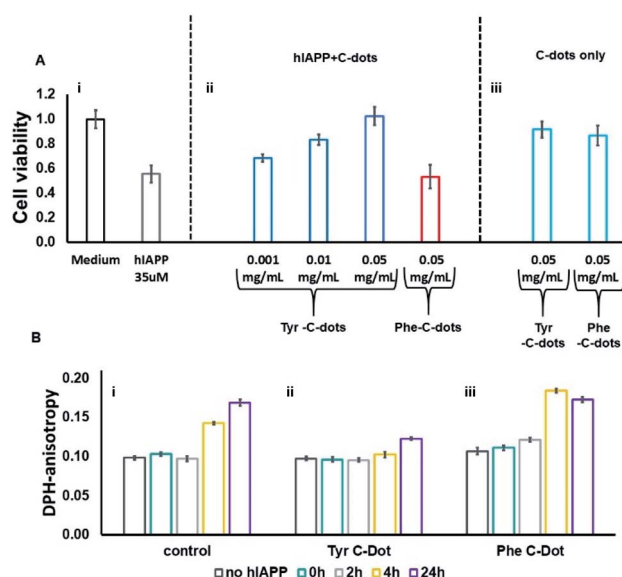 hIAPP+C-dots
C-dots only
A
i
ii
iii
Cell viability
1.2
1.0
0.8
0.6
0.4
0.2
0.0
Medium
hIAPP
35uM
0.001
mg/mL
0.01
mg/mL
0.05
mg/mL
0.05
mg/mL
0.05
mg/mL
0.05
mg/mL
Tyr -C-dots
Phe-C-dots
Tyr
-C-dots
Phe
-C-dots
B
i
ii
iii
DPH-anisotropy
0.20
0.15
0.10
0.05
0.00
control
Tyr C-Dot
Phe C-Dot
no hIAPP
0h
2h
4h
24h